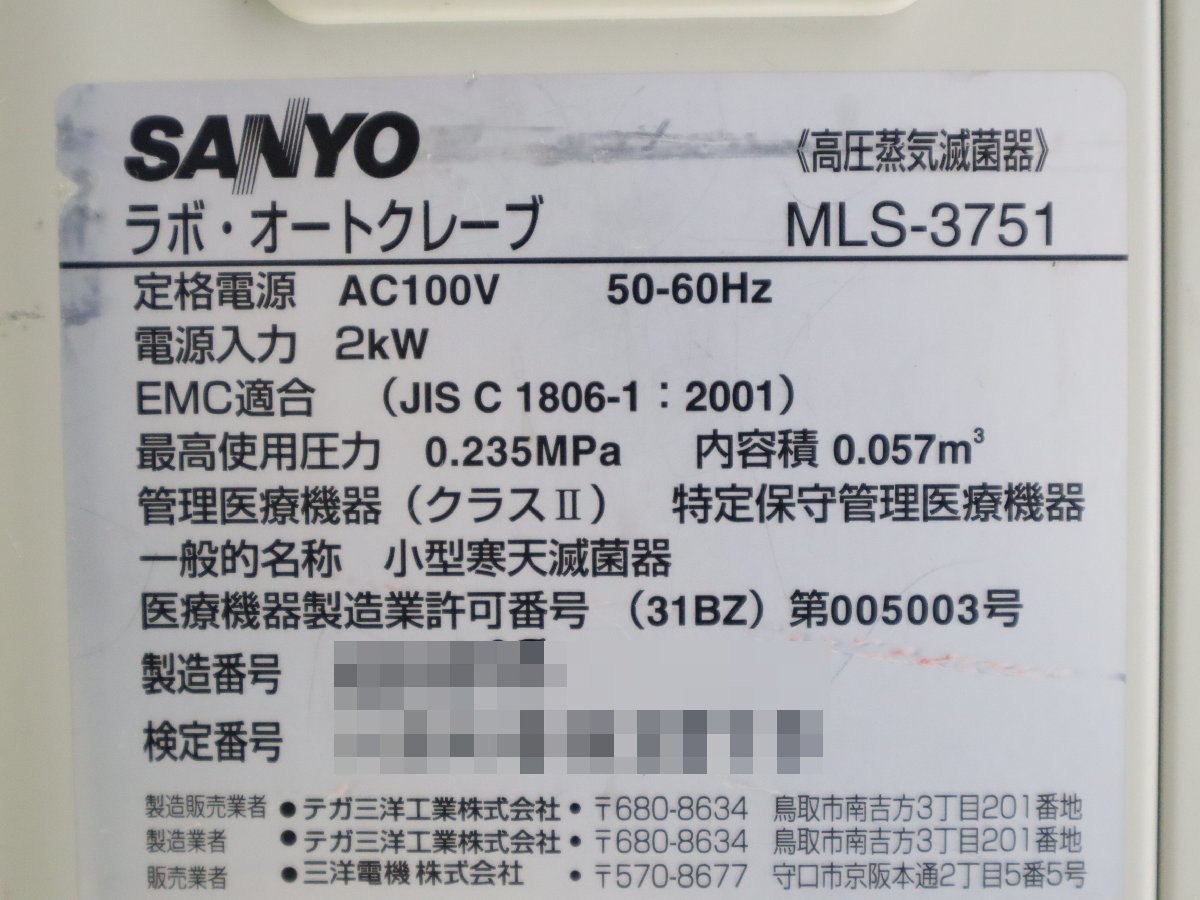 SANYO 《高圧蒸気滅菌器》
ラボ・オートクレーブ MLS-3751
定格電源 AC100V 50-60Hz
電源入力 2kW
EMC適合 (JIS C 1806-1：2001)
最高使用圧力 0.235MPa 内容積 0.057m³
管理医療機器(クラスⅡ) 特定保守管理医療機器
一般的名称 小型寒天滅菌器
医療機器製造業許可番号 (31BZ)第005003号
製造番号
検定番号
製造販売業者 ●テガ三洋工業株式会社・〒680-8634 鳥取市南吉方3丁目201番地
製造業者 ●テガ三洋工業株式会社・〒680-8634 鳥取市南吉方3丁目201番地
販売業者 ●三洋電機株式会社 ・〒570-8677 守口市京阪本通2丁目5番5号